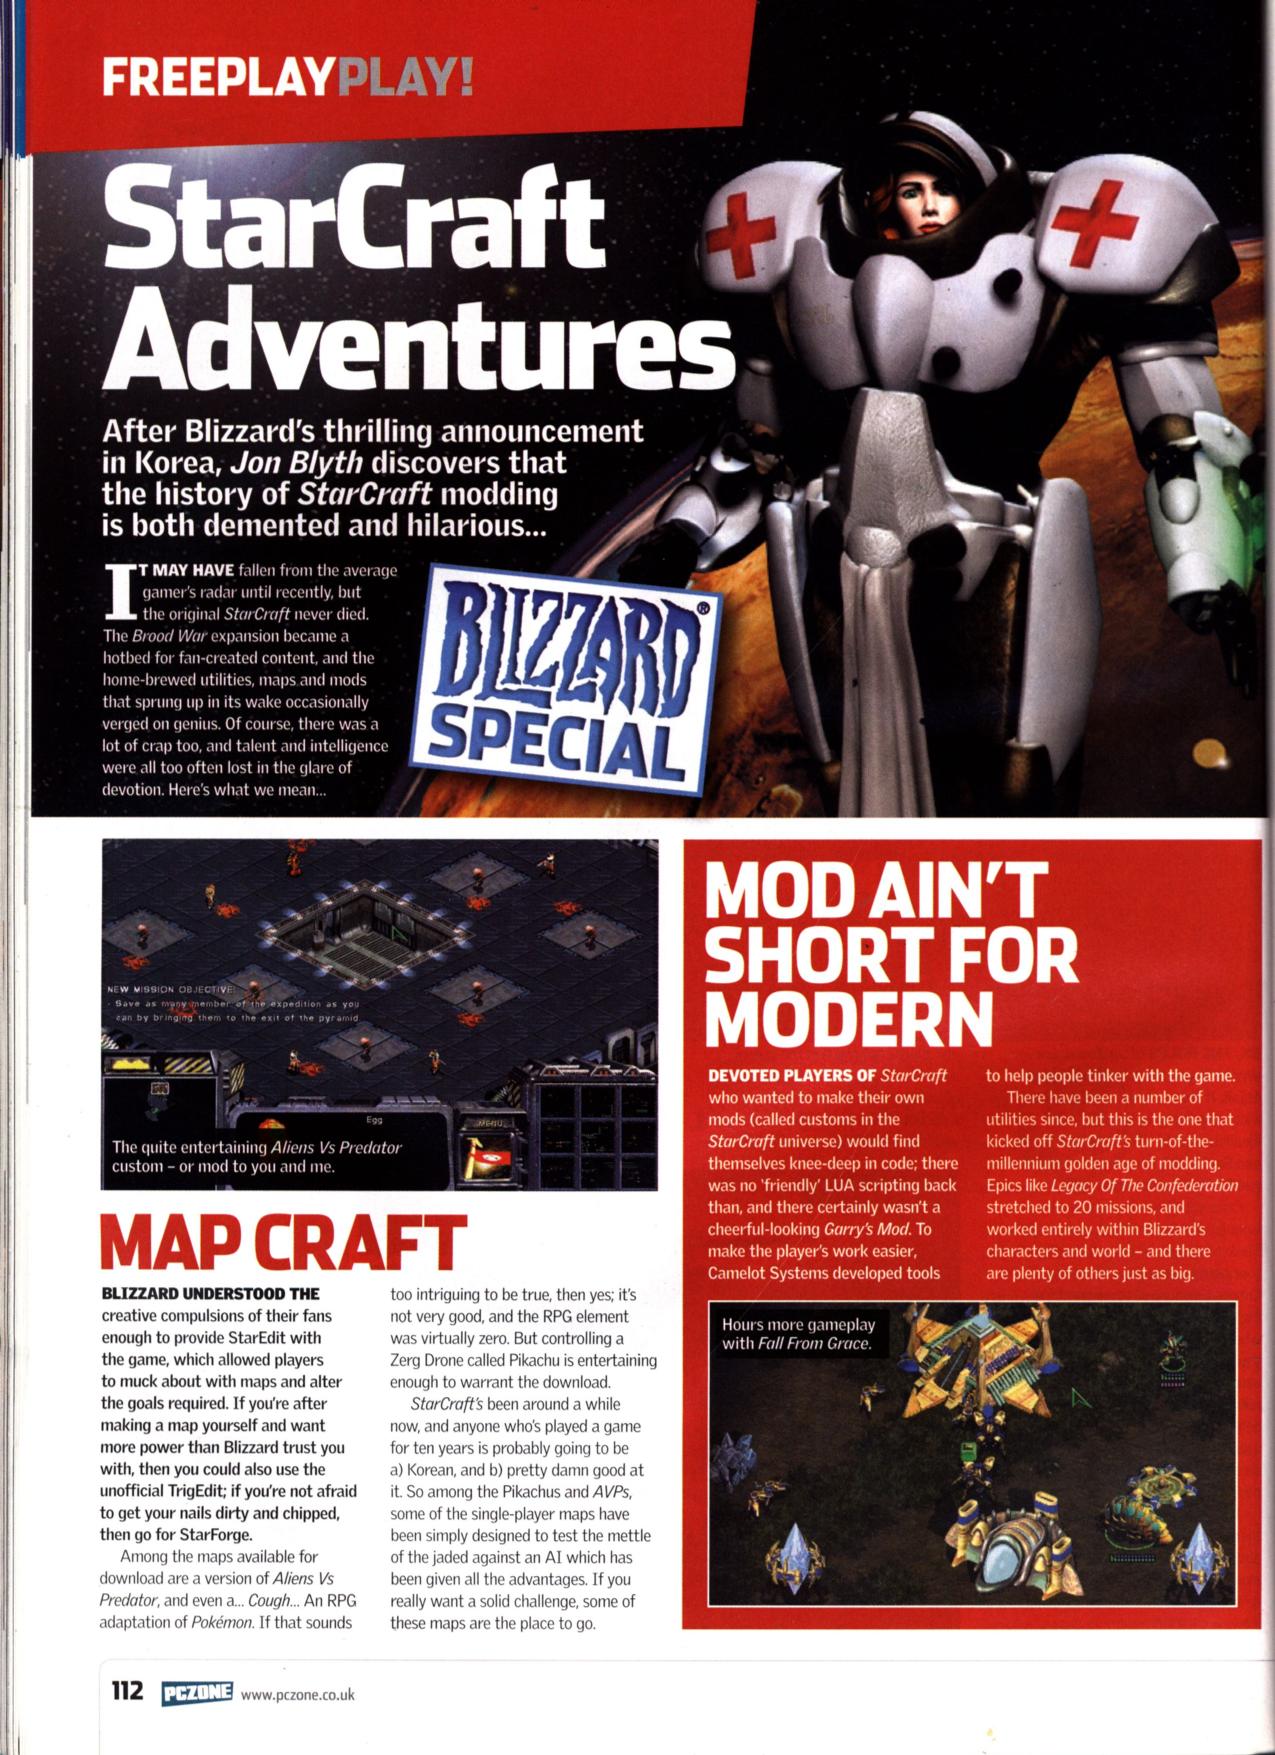 FREEPLAYPLAY!
StarCraft
Adventures
After Blizzard's thrilling announcement
in Korea, Jon Blyth discovers that
the history of StarCraft modding
is both demented and hilarious...
IT MAY HAVE fallen from the average
gamer's radar until recently, but
the original StarCraft never died.
The Brood War expansion became a
hotbed for fan-created content, and the
home-brewed utilities, maps and mods
that sprung up in its wake occasionally
verged on genius. Of course, there was a
lot of crap too, and talent and intelligence
were all too often lost in the glare of
devotion. Here's what we mean...
BLIZZARD®
SPECIAL
NEW MISSION OBJECTIVE:
- Save as many member of the expedition as you
can by bringing them to the exit of the pyramid
Egg
MENU
The quite entertaining Aliens Vs Predator
custom – or mod to you and me.
MAP CRAFT
BLIZZARD UNDERSTOOD THE
creative compulsions of their fans
enough to provide StarEdit with
the game, which allowed players
to muck about with maps and alter
the goals required. If you're after
making a map yourself and want
more power than Blizzard trust you
with, then you could also use the
unofficial TrigEdit; if you're not afraid
to get your nails dirty and chipped,
then go for StarForge.
Among the maps available for
download are a version of Aliens Vs
Predator, and even a... Cough... An RPG
adaptation of Pokémon. If that sounds
too intriguing to be true, then yes; it's
not very good, and the RPG element
was virtually zero. But controlling a
Zerg Drone called Pikachu is entertaining
enough to warrant the download.
StarCraft's been around a while
now, and anyone who's played a game
for ten years is probably going to be
a) Korean, and b) pretty damn good at
it. So among the Pikachus and AVPs,
some of the single-player maps have
been simply designed to test the mettle
of the jaded against an AI which has
been given all the advantages. If you
really want a solid challenge, some of
these maps are the place to go.
MOD AIN'T
SHORT FOR
MODERN
DEVOTED PLAYERS OF StarCraft
who wanted to make their own
mods (called customs in the
StarCraft universe) would find
themselves knee-deep in code; there
was no 'friendly' LUA scripting back
than, and there certainly wasn't a
cheerful-looking Garry's Mod. To
make the player's work easier,
Camelot Systems developed tools
to help people tinker with the game.
There have been a number of
utilities since, but this is the one that
kicked off StarCraft's turn-of-the-
millennium golden age of modding.
Epics like Legacy Of The Confederation
stretched to 20 missions, and
worked entirely within Blizzard's
characters and world – and there
are plenty of others just as big.
Hours more gameplay
with Fall From Grace.
112 PCZONE www.pczone.co.uk